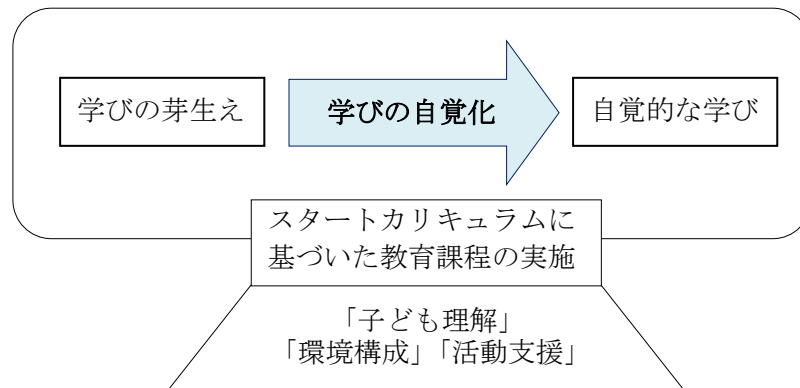 学びの芽生え
学びの自覚化
自覚的な学び
スタートカリキュラムに
基づいた教育課程の実施
「子ども理解」
「環境構成」「活動支援」